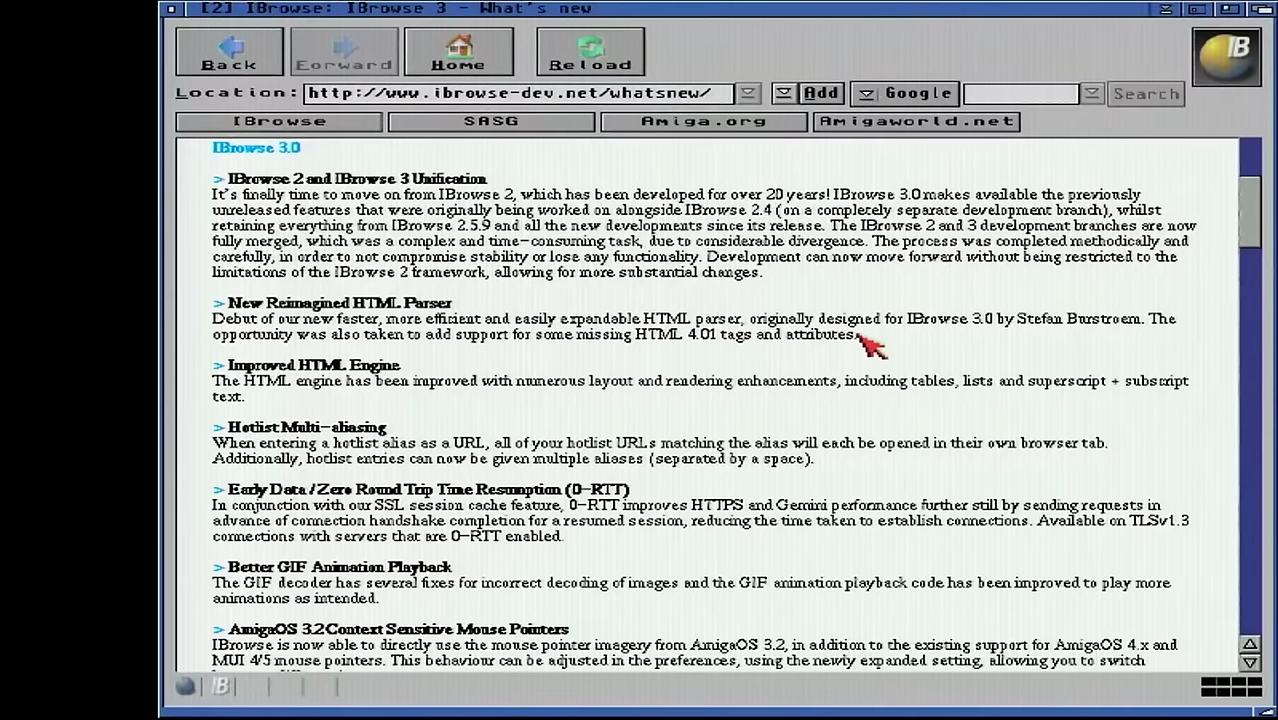 [2] IBrowse: IBrowse 3 - What's new
Back
Forward
Home
Reload
IB
Location: http://www.ibrowse-dev.net/whatsnew/
Add
Google
Search
IBrowse
SASG
Amiga.org
Amigaworld.net
IBrowse 3.0
> IBrowse 2 and IBrowse 3 Unification
It's finally time to move on from IBrowse 2, which has been developed for over 20 years! IBrowse 3.0 makes available the previously
unreleased features that were originally being worked on alongside IBrowse 2.4 (on a completely separate development branch), whilst
retaining everything from IBrowse 2.5.9 and all the new developments since its release. The IBrowse 2 and 3 development branches are now
fully merged, which was a complex and time-consuming task, due to considerable divergence. The process was completed methodically and
carefully, in order to not compromise stability or lose any functionality. Development can now move forward without being restricted to the
limitations of the IBrowse 2 framework, allowing for more substantial changes.
> New Reimagined HTML Parser
Debut of our new faster, more efficient and easily expandable HTML parser, originally designed for IBrowse 3.0 by Stefan Burstroem. The
opportunity was also taken to add support for some missing HTML 4.01 tags and attributes.
> Improved HTML Engine
The HTML engine has been improved with numerous layout and rendering enhancements, including tables, lists and superscript + subscript
text.
> Hotlist Multi-aliasing
When entering a hotlist alias as a URL, all of your hotlist URLs matching the alias will each be opened in their own browser tab.
Additionally, hotlist entries can now be given multiple aliases (separated by a space).
> Early Data / Zero Round Trip Time Resumption (0-RTT)
In conjunction with our SSL session cache feature, 0-RTT improves HTTPS and Gemini performance further still by sending requests in
advance of connection handshake completion for a resumed session, reducing the time taken to establish connections. Available on TLSv1.3
connections with servers that are 0-RTT enabled.
> Better GIF Animation Playback
The GIF decoder has several fixes for incorrect decoding of images and the GIF animation playback code has been improved to play more
animations as intended.
> AmigaOS 3.2 Context Sensitive Mouse Pointers
IBrowse is now able to directly use the mouse pointer imagery from AmigaOS 3.2, in addition to the existing support for AmigaOS 4.x and
MUI 4/5 mouse pointers. This behaviour can be adjusted in the preferences, using the newly expanded setting, allowing you to switch
IB